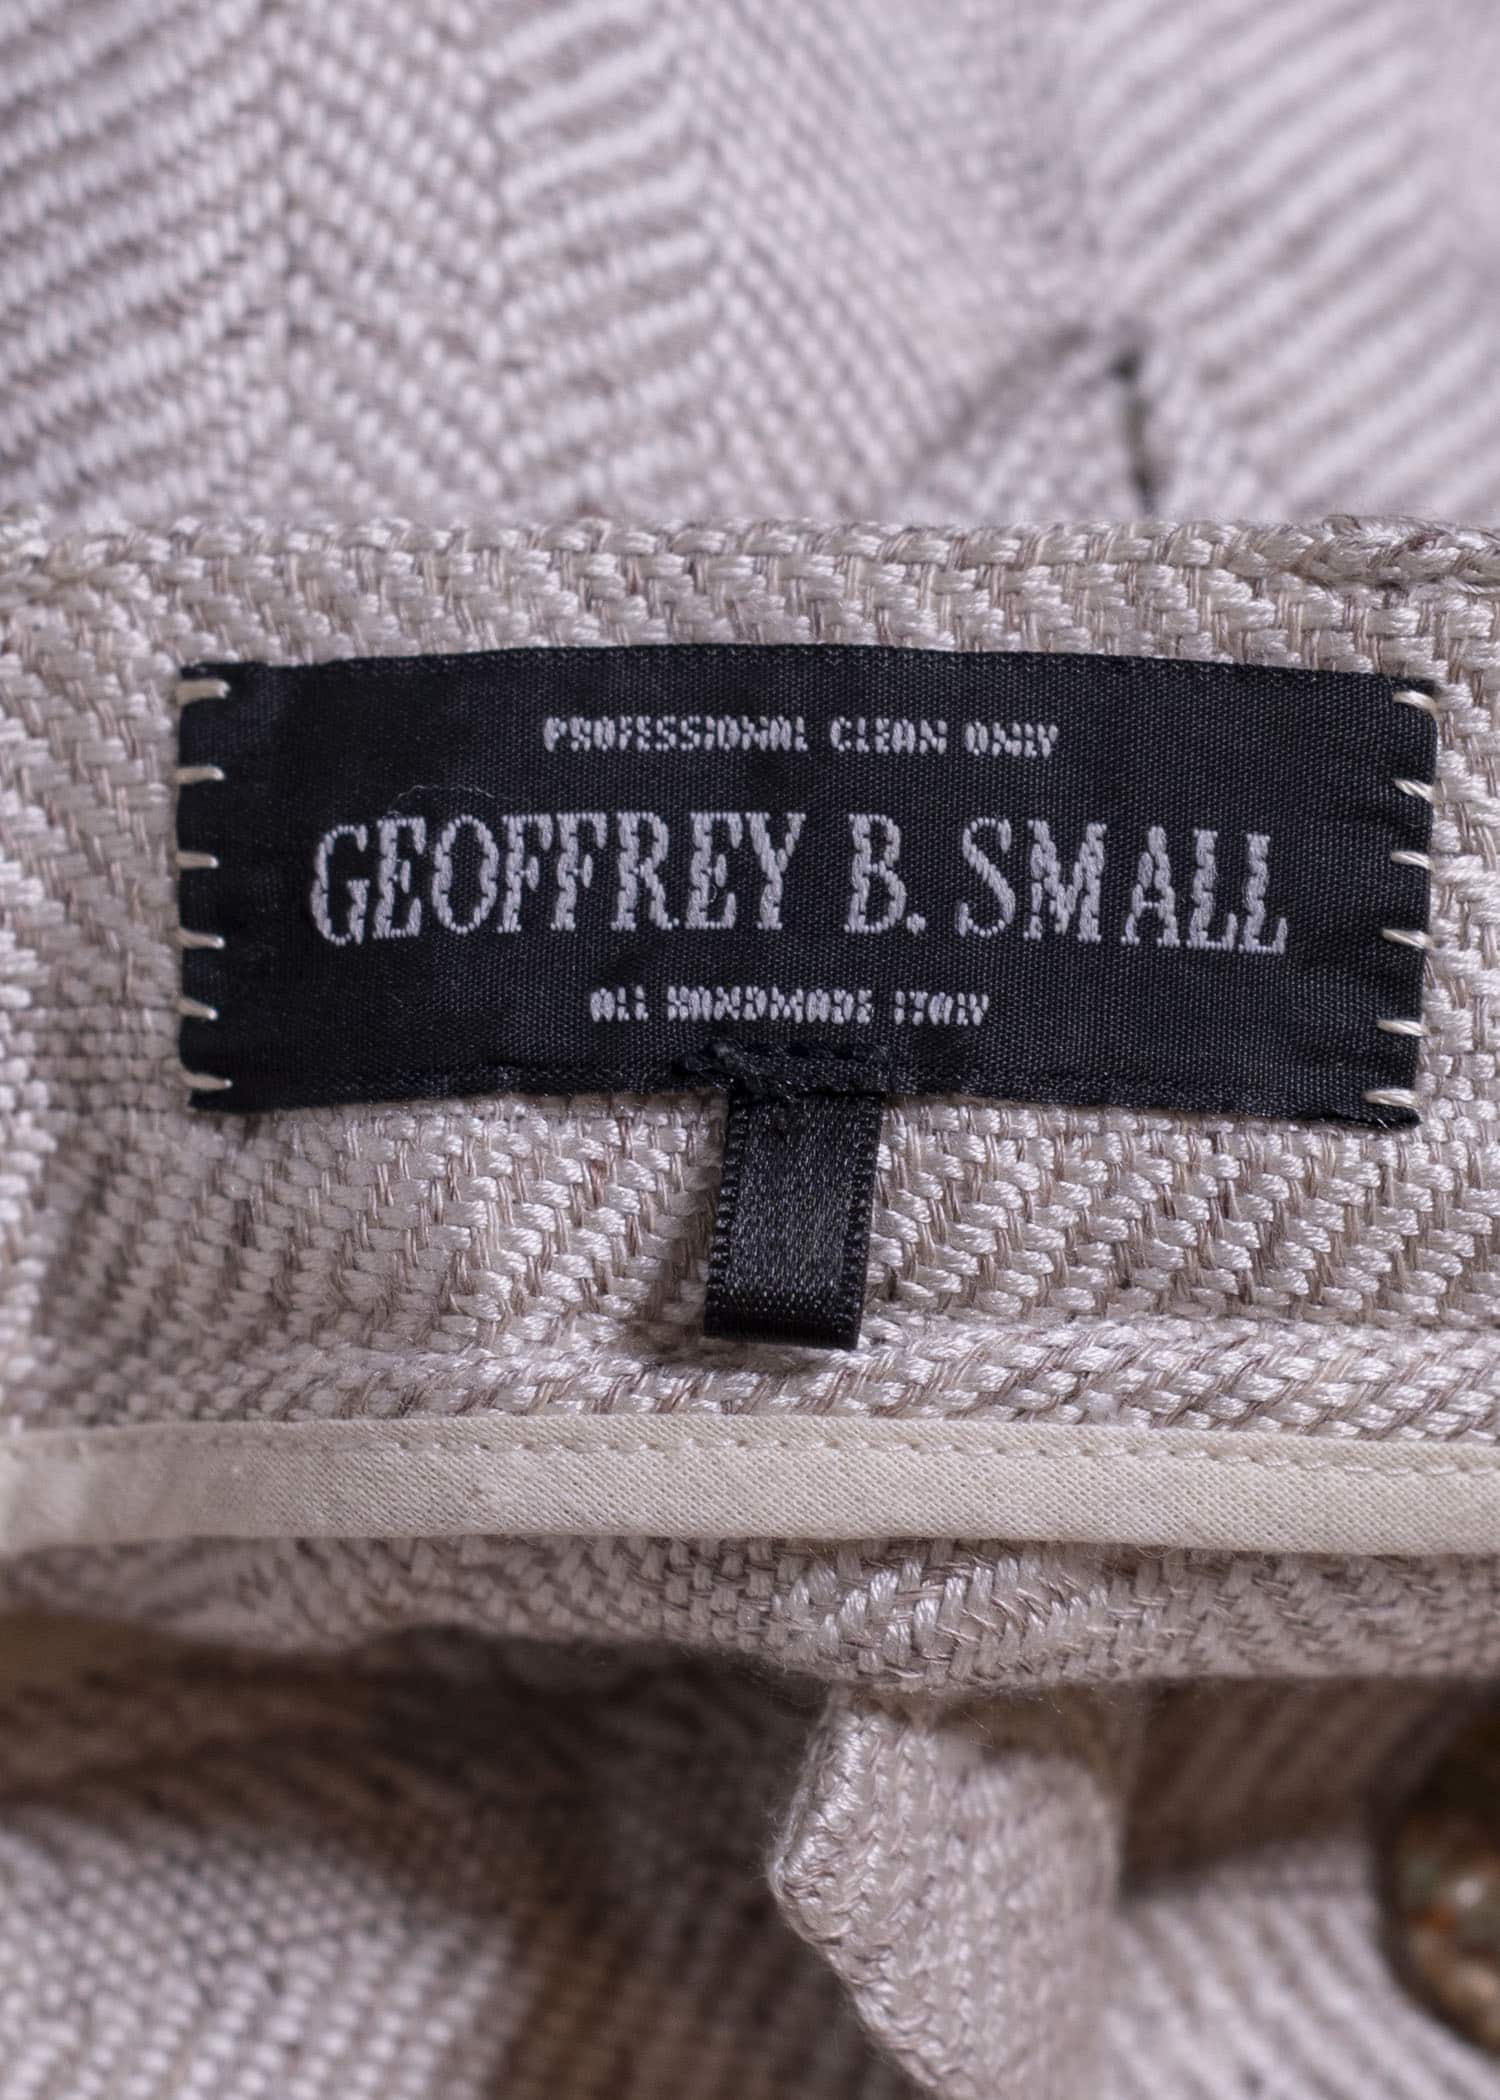 PROFESSIONAL CLEAN ONLY
GEOFFREY B. SMALL
ALL HANDMADE ITALY